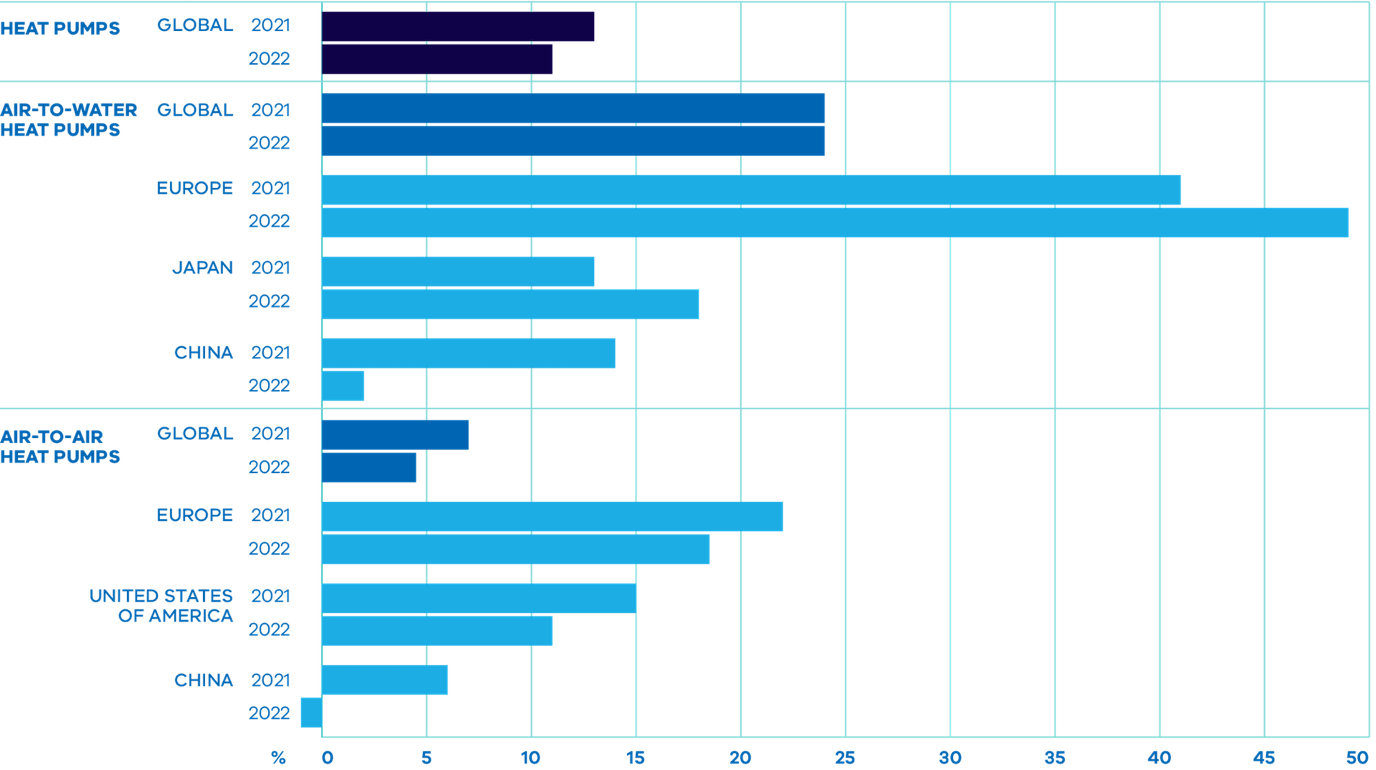 HEAT PUMPS GLOBAL 2021
2022
AIR-TO-WATER GLOBAL 2021
HEAT PUMPS
2022
EUROPE 2021
2022
JAPAN 2021
2022
CHINA 2021
2022
AIR-TO-AIR GLOBAL 2021
HEAT PUMPS
2022
EUROPE 2021
2022
UNITED STATES 2021
OF AMERICA
2022
CHINA 2021
2022
% 0 5 10 15 20 25 30 35 40 45 50